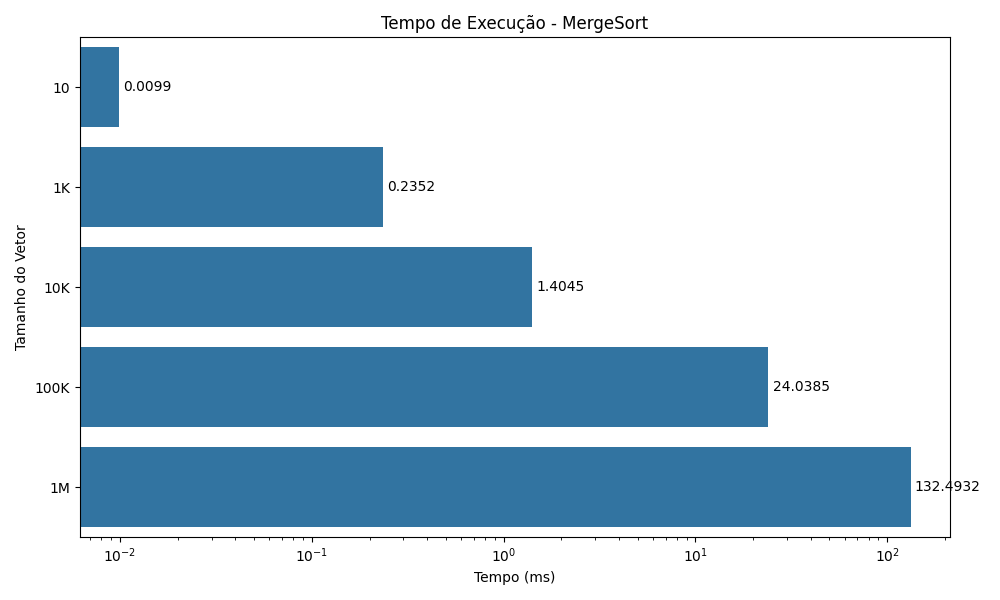 Tempo de Execução - MergeSort
Tamanho do Vetor
10
0.0099
1K
0.2352
10K
1.4045
100K
24.0385
1M
132.4932
10⁻²
10⁻¹
10⁰
10¹
10²
Tempo (ms)